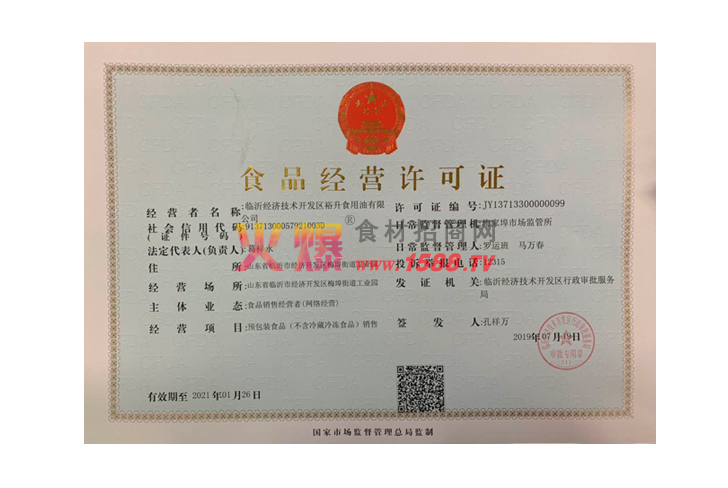 食品经营许可证
经营者名称:临沂经济技术开发区裕升食用油有限公司
社会信用代码
(证件号码)
法定代表人(负责人):
住所:山东省临沂市经济开发区梅埠街道工业园
经营场所:山东省临沂市经济开发区梅埠街道工业园
主体业态:食品销售经营者(网络经营)
经营项目:预包装食品(不含冷藏冷冻食品)销售
有效期至 2021年01月26日
许可证编号:JY13713300000099
日常监督管理机构:梅家埠市场监管所
日常监督管理人员:罗运班 马万春
投诉举报电话:12315
发证机关:临沂经济技术开发区行政审批服务局
签发人:孔祥万
2019年07月19日
国家市场监督管理总局监制
火爆®食材招商网
www.1588.TV